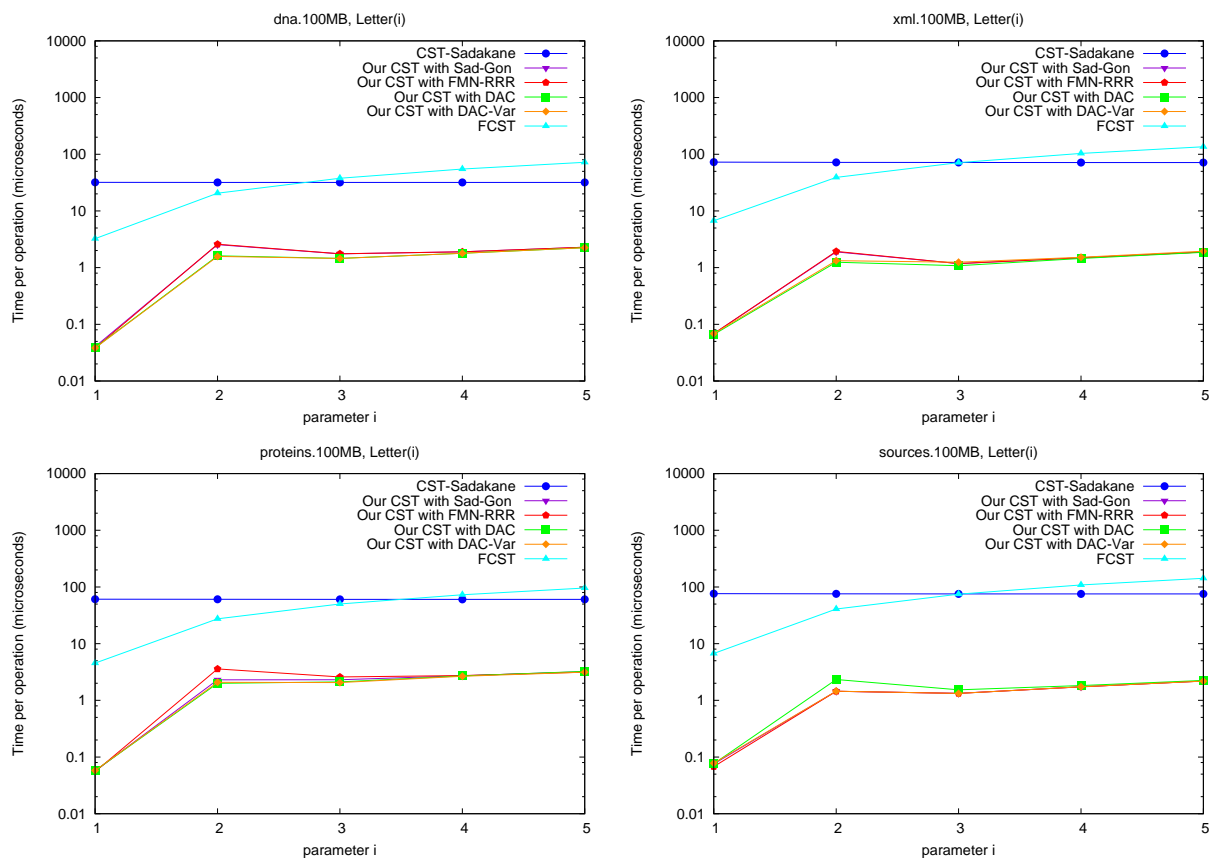 dna.100MB, Letter(i)
10000
1000
100
10
1
0.1
0.01
Time per operation (microseconds)
CST-Sadakane
Our CST with Sad-Gon
Our CST with FMN-RRR
Our CST with DAC
Our CST with DAC-Var
FCST
1 2 3 4 5
parameter i
xml.100MB, Letter(i)
10000
1000
100
10
1
0.1
0.01
Time per operation (microseconds)
CST-Sadakane
Our CST with Sad-Gon
Our CST with FMN-RRR
Our CST with DAC
Our CST with DAC-Var
FCST
1 2 3 4 5
parameter i
proteins.100MB, Letter(i)
10000
1000
100
10
1
0.1
0.01
Time per operation (microseconds)
CST-Sadakane
Our CST with Sad-Gon
Our CST with FMN-RRR
Our CST with DAC
Our CST with DAC-Var
FCST
1 2 3 4 5
parameter i
sources.100MB, Letter(i)
10000
1000
100
10
1
0.1
0.01
Time per operation (microseconds)
CST-Sadakane
Our CST with Sad-Gon
Our CST with FMN-RRR
Our CST with DAC
Our CST with DAC-Var
FCST
1 2 3 4 5
parameter i